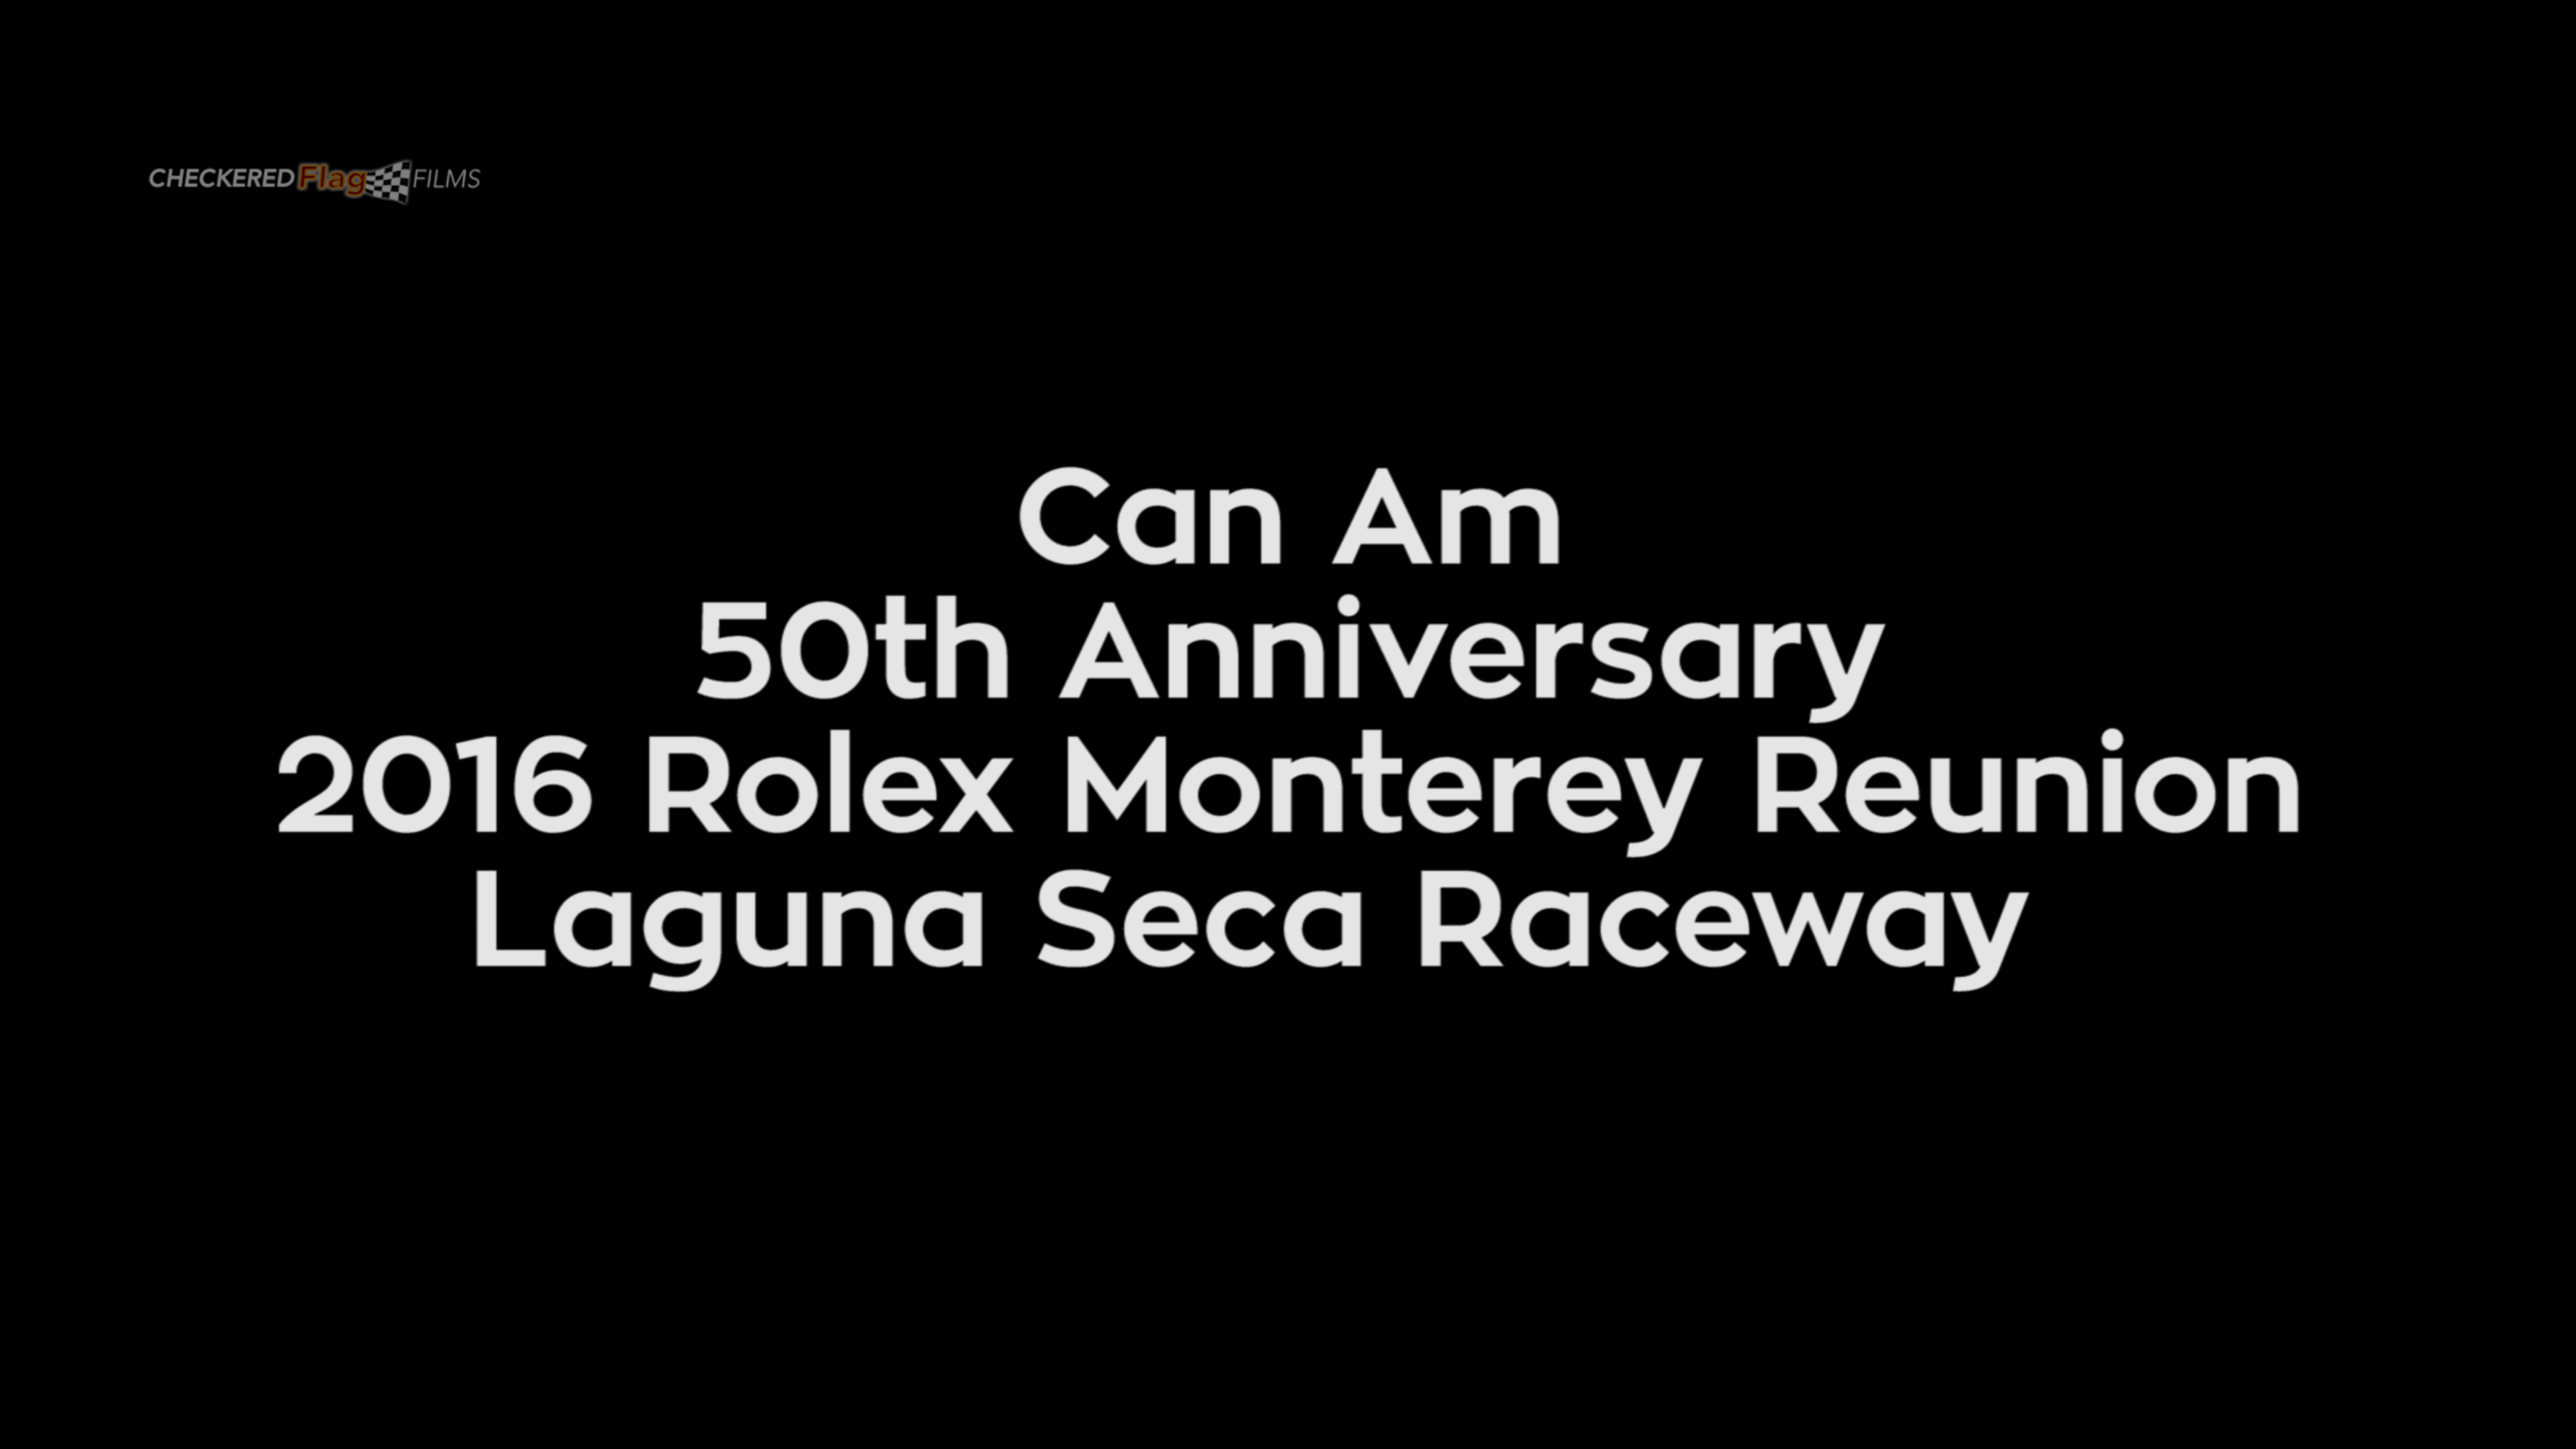 CHECKERED Flag FILMS
Can Am
50th Anniversary
2016 Rolex Monterey Reunion
Laguna Seca Raceway